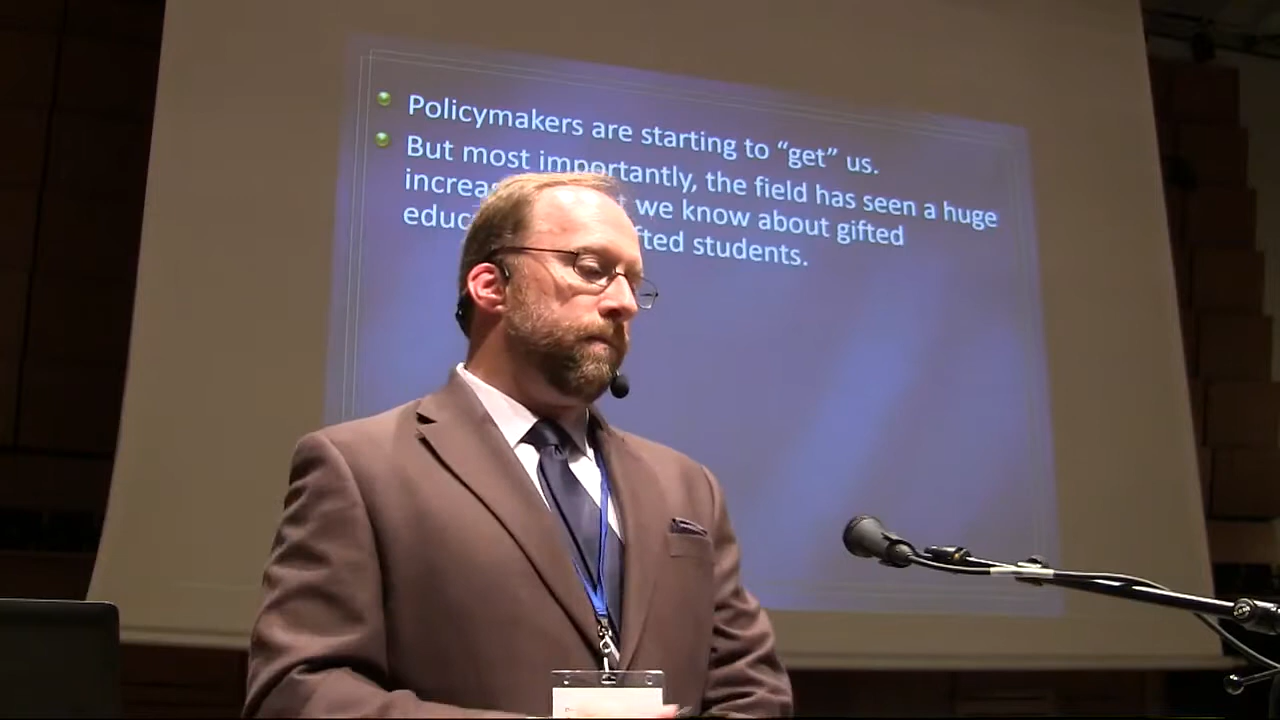 Policymakers are starting to “get” us.
But most importantly, the field has seen a huge
we know about gifted
students.